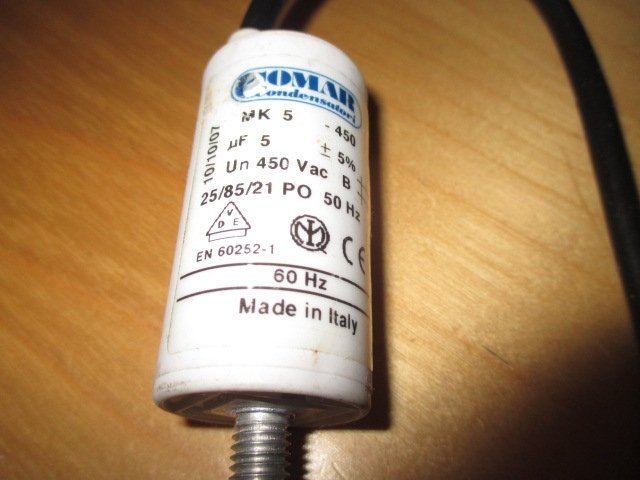 COMAR
condensatori
MK 5 - 450
10/10/07
µF 5 ± 5%
Un 450 Vac B
25/85/21 PO 50 Hz
VDE
EN 60252-1
CE
60 Hz
Made in Italy